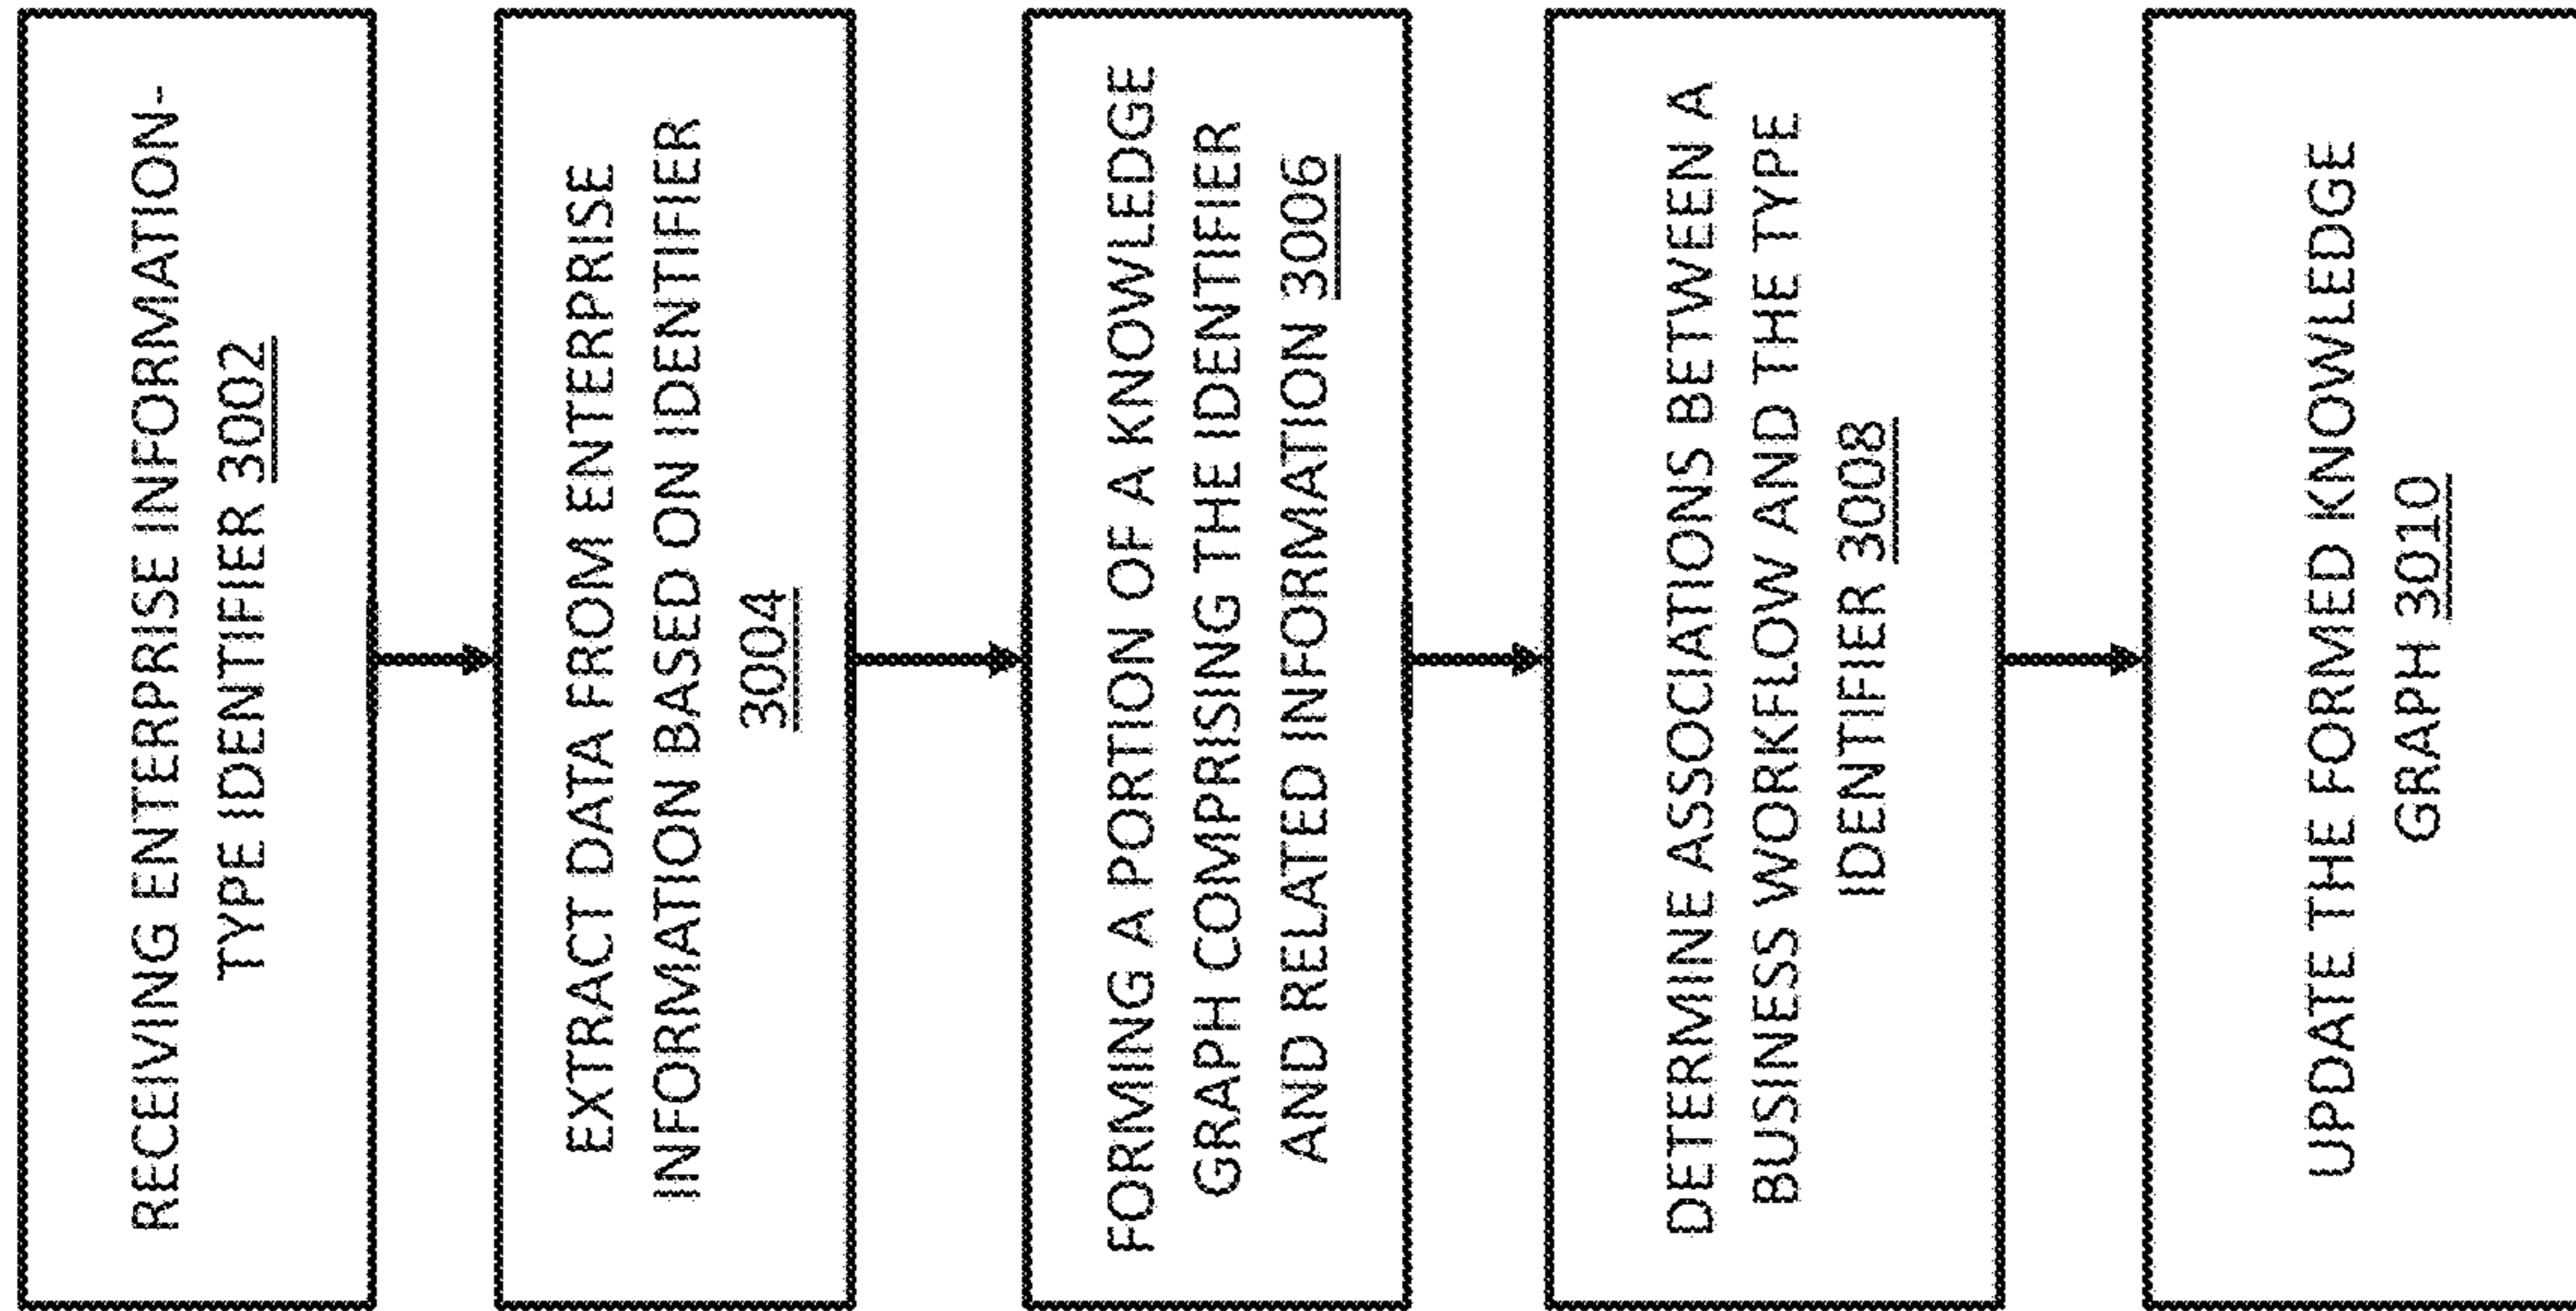 RECEIVING ENTERPRISE INFORMATION-
TYPE IDENTIFIER 3002
EXTRACT DATA FROM ENTERPRISE
INFORMATION BASED ON IDENTIFIER
3004
FORMING A PORTION OF A KNOWLEDGE
GRAPH COMPRISING THE IDENTIFIER
AND RELATED INFORMATION 3006
DETERMINE ASSOCIATIONS BETWEEN A
BUSINESS WORKFLOW AND THE TYPE
IDENTIFIER 3008
UPDATE THE FORMED KNOWLEDGE
GRAPH 3010